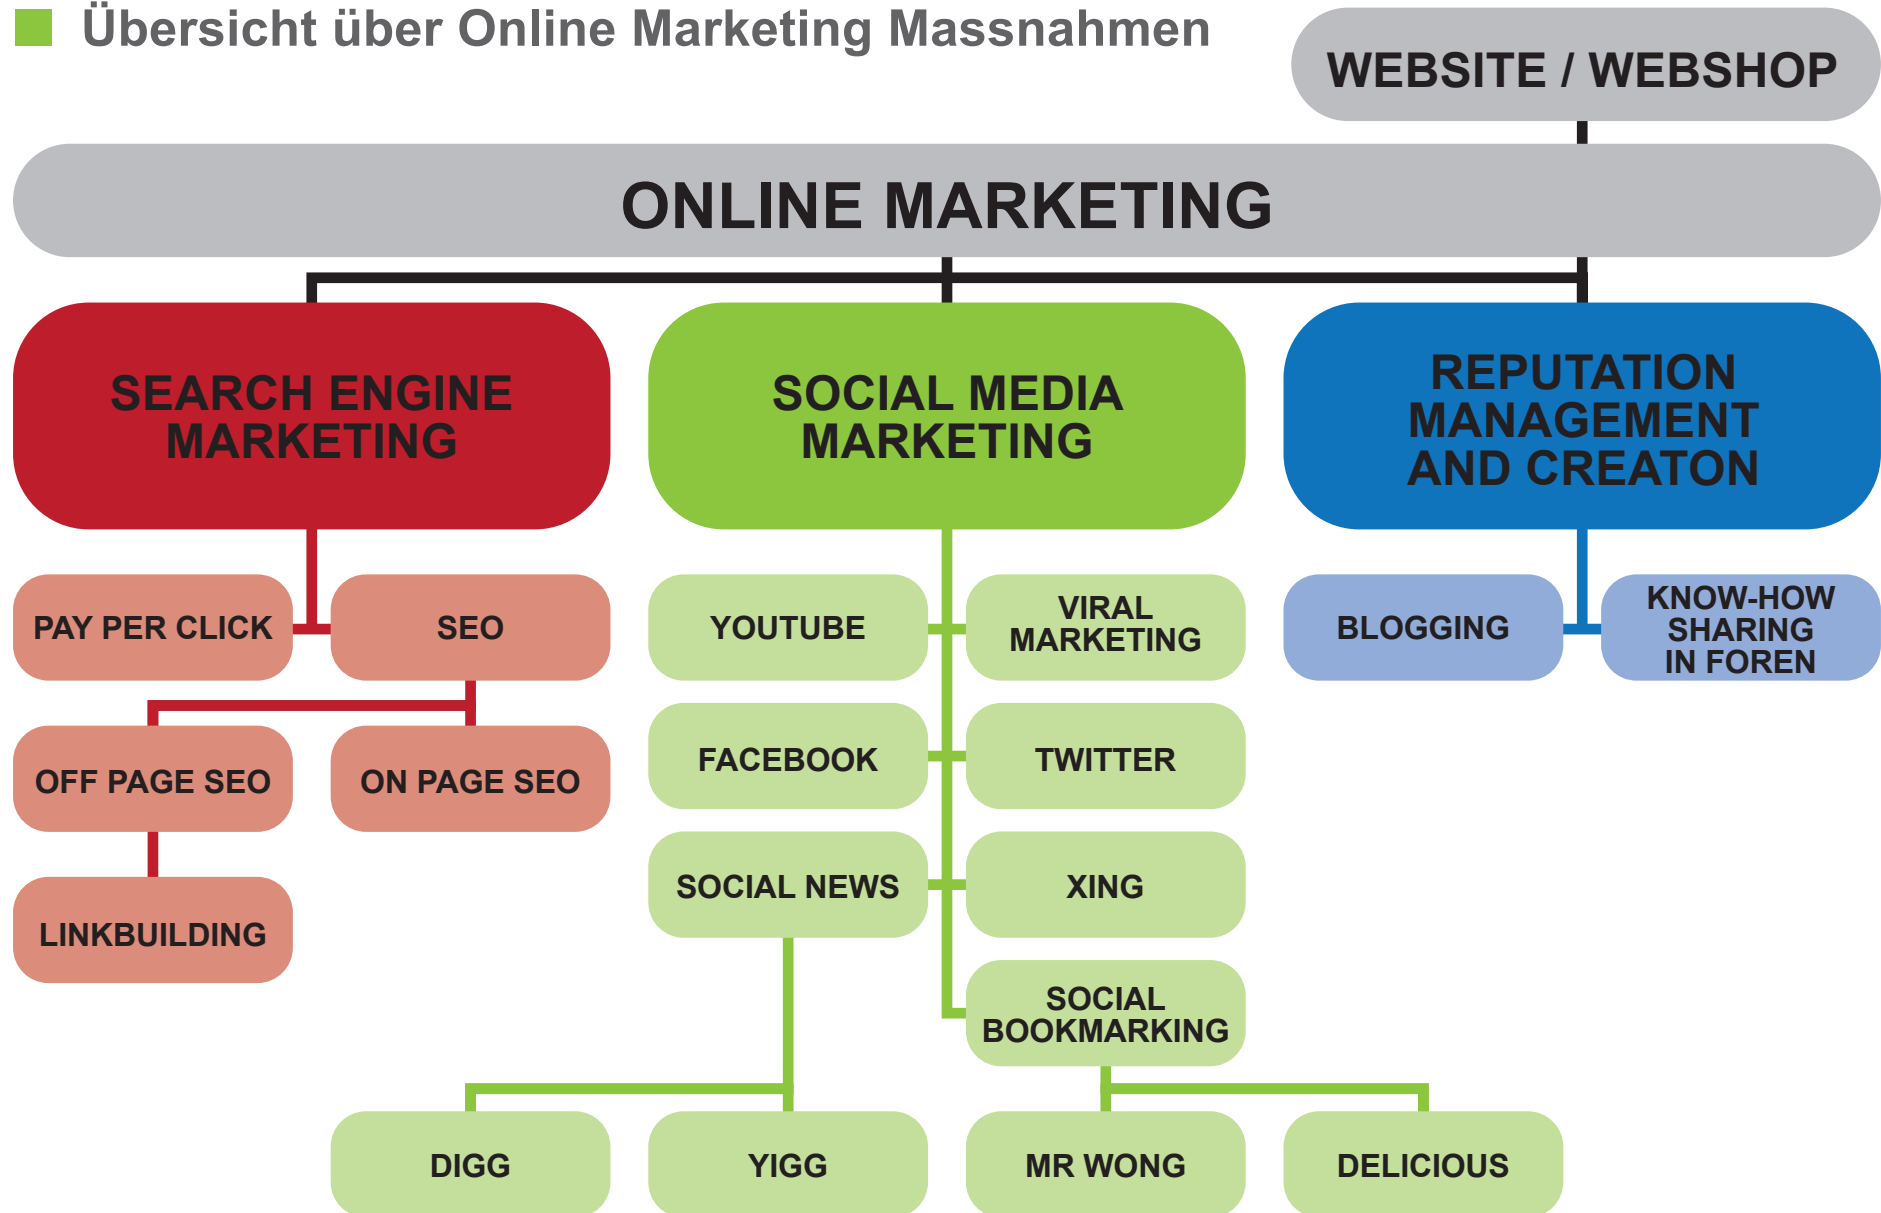 Übersicht über Online Marketing Massnahmen
WEBSITE / WEBSHOP
ONLINE MARKETING
SEARCH ENGINE
MARKETING
SOCIAL MEDIA
MARKETING
REPUTATION
MANAGEMENT
AND CREATON
PAY PER CLICK
SEO
YOUTUBE
VIRAL
MARKETING
BLOGGING
KNOW-HOW
SHARING
IN FOREN
OFF PAGE SEO
ON PAGE SEO
FACEBOOK
TWITTER
LINKBUILDING
SOCIAL NEWS
XING
SOCIAL
BOOKMARKING
DIGG
YIGG
MR WONG
DELICIOUS